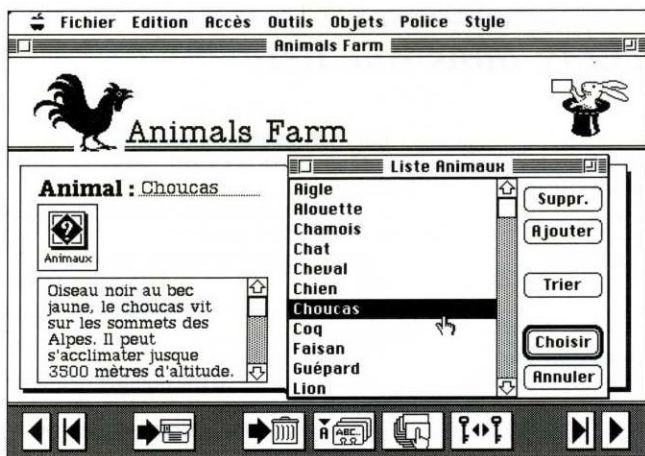 Fichier Edition Accès Outils Objets Police Style
Animals Farm
Animals Farm
Animal : Choucas
Animaux
Oiseau noir au bec
jaune, le choucas vit
sur les sommets des
Alpes. Il peut
s'acclimater jusque
3500 mètres d'altitude.
Liste Animaux
Aigle
Alouette
Chamois
Chat
Cheval
Chien
Choucas
Coq
Faisan
Guépard
Lion
Suppr.
Ajouter
Trier
Choisir
Annuler
A ABC..